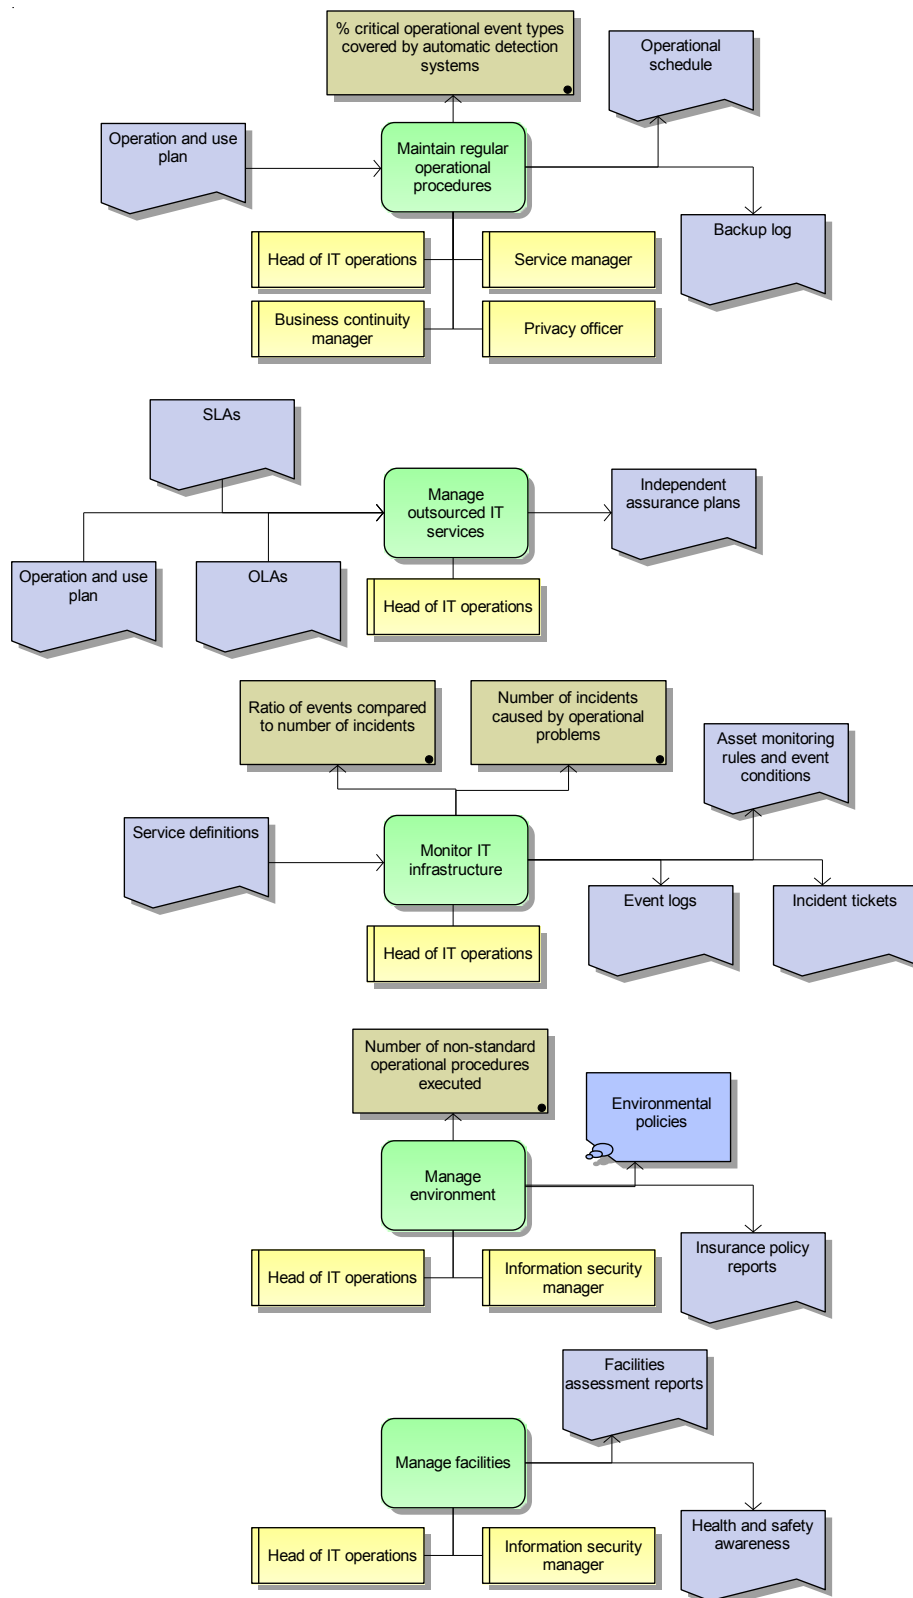 % critical operational event types
covered by automatic detection
systems
Operational
schedule
Operation and use
plan
Maintain regular
operational
procedures
Backup log
Head of IT operations
Service manager
Business continuity
manager
Privacy officer
SLAs
Manage
outsourced IT
services
Independent
assurance plans
Operation and use
plan
OLAs
Head of IT operations
Ratio of events compared
to number of incidents
Number of incidents
caused by operational
problems
Asset monitoring
rules and event
conditions
Service definitions
Monitor IT
infrastructure
Event logs
Incident tickets
Head of IT operations
Number of non-standard
operational procedures
executed
Environmental
policies
Manage
environment
Insurance policy
reports
Head of IT operations
Information security
manager
Facilities
assessment reports
Manage facilities
Health and safety
awareness
Head of IT operations
Information security
manager